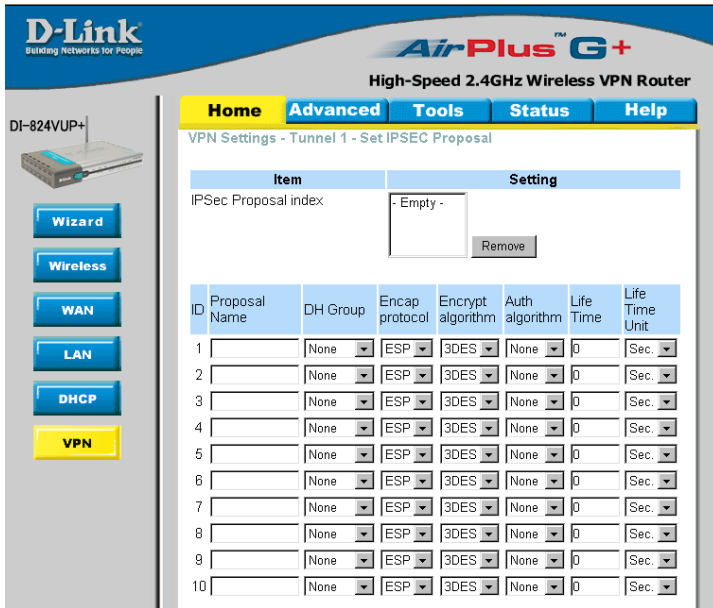 D-Link
Building Networks for People
AirPlus™ G+
High-Speed 2.4GHz Wireless VPN Router
DI-824VUP+
Home Advanced Tools Status Help
VPN Settings - Tunnel 1 - Set IPSEC Proposal
Item Setting
IPSec Proposal index - Empty -
Remove
Wizard
Wireless
WAN
LAN
DHCP
VPN
ID Proposal Name DH Group Encap protocol Encrypt algorithm Auth algorithm Life Time Life Time Unit
1 None ESP 3DES None 0 Sec.
2 None ESP 3DES None 0 Sec.
3 None ESP 3DES None 0 Sec.
4 None ESP 3DES None 0 Sec.
5 None ESP 3DES None 0 Sec.
6 None ESP 3DES None 0 Sec.
7 None ESP 3DES None 0 Sec.
8 None ESP 3DES None 0 Sec.
9 None ESP 3DES None 0 Sec.
10 None ESP 3DES None 0 Sec.